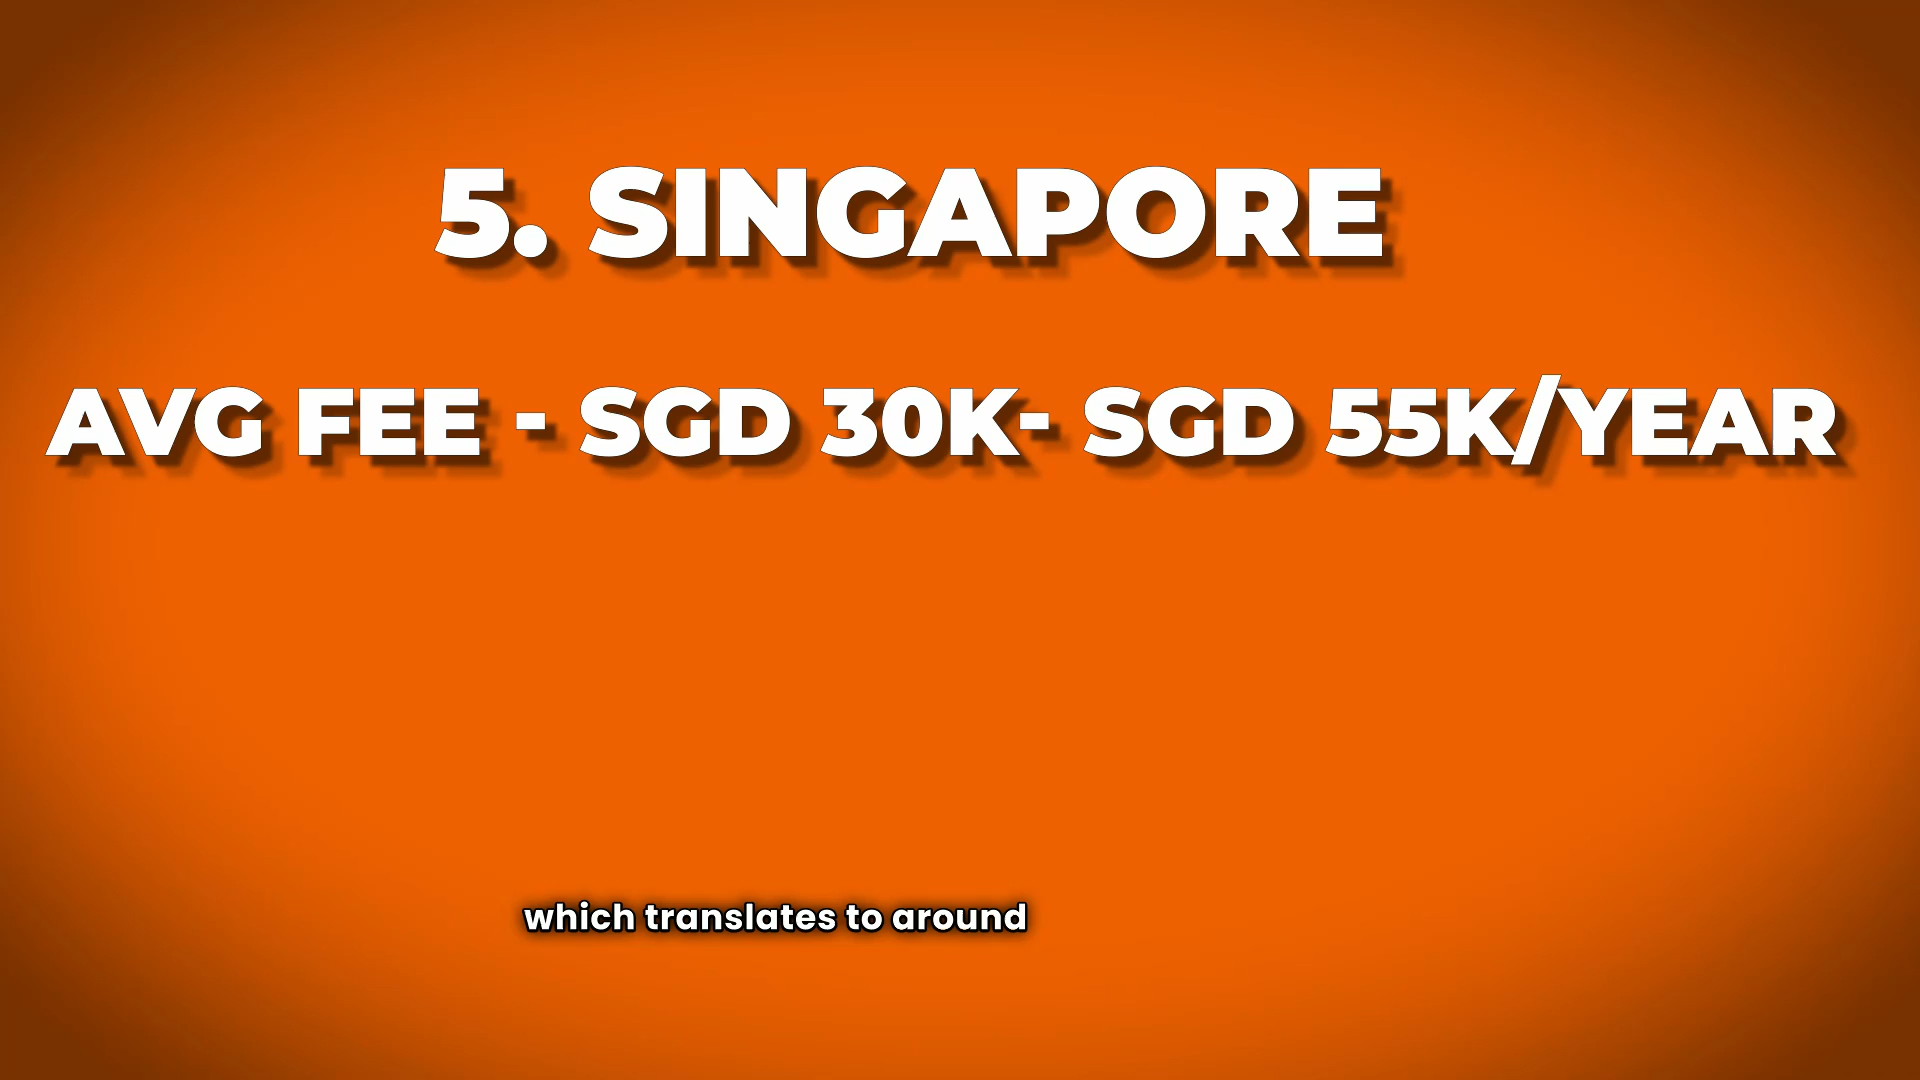 5. SINGAPORE
AVG FEE - SGD 30K- SGD 55K/YEAR
which translates to around